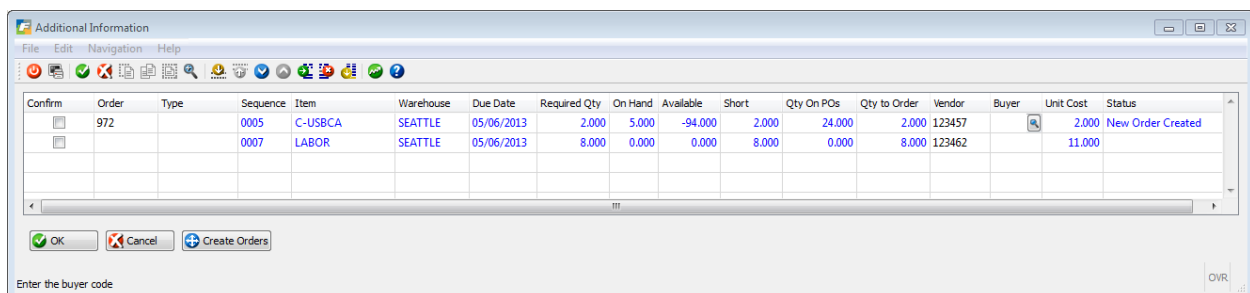 Additional Information
File Edit Navigation Help
Confirm Order Type Sequence Item Warehouse Due Date Required Qty On Hand Available Short Qty On POs Qty to Order Vendor Buyer Unit Cost Status
972 0005 C-USBCA SEATTLE 05/06/2013 2.000 5.000 -94.000 2.000 24.000 2.000 123457 2.000 New Order Created
0007 LABOR SEATTLE 05/06/2013 8.000 0.000 0.000 8.000 0.000 8.000 123462 11.000
OK Cancel Create Orders
Enter the buyer code OVR